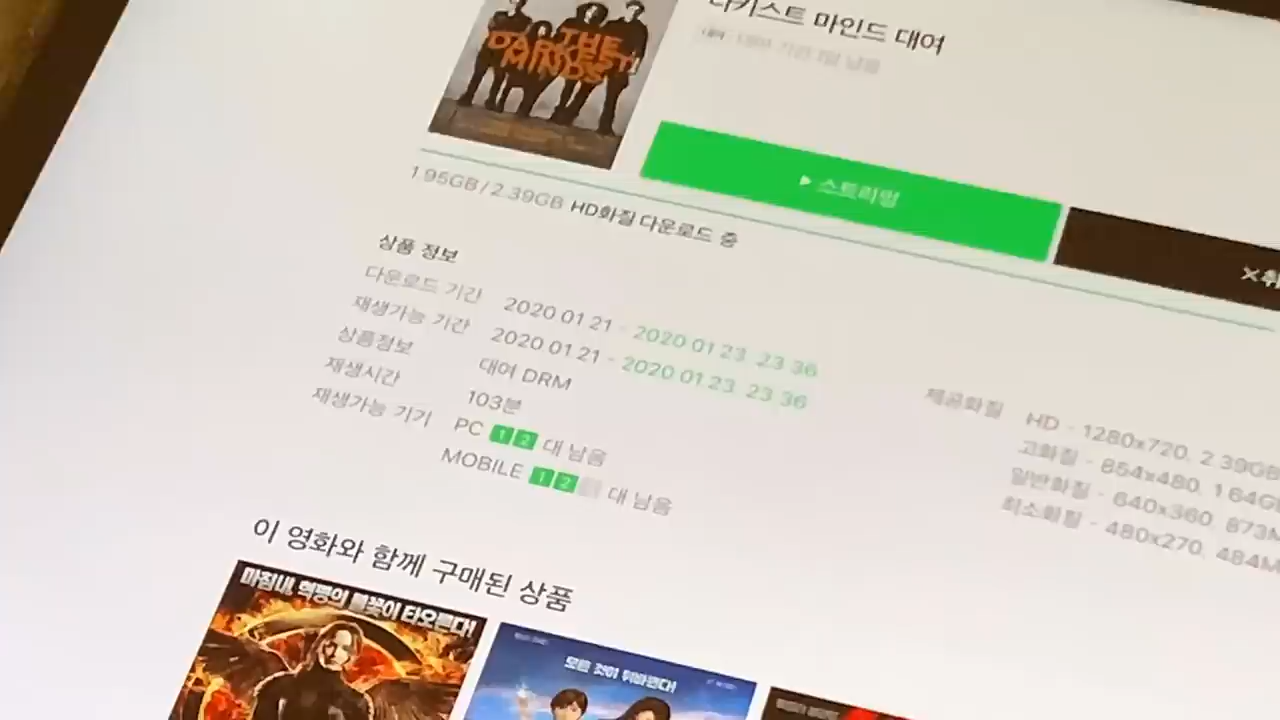 다키스트 마인드 대여
THE
DARKEST
MINDS
▶ 스트리밍
✕취
1.95GB / 2.39GB HD화질 다운로드 중
상품 정보
다운로드 기간 2020.01.21 - 2020.01.23. 23:36
재생가능 기간 2020.01.21 - 2020.01.23. 23:36
상품정보 대여 DRM
재생시간 103분
재생가능 기기 PC 1 2 대 남음
MOBILE 1 2 대 남음
제공화질 HD - 1280x720, 2.39GB
고화질 - 854x480, 1.64GB
일반화질 - 640x360, 873M
최소화질 - 480x270, 484M
이 영화와 함께 구매된 상품
마침내, 혁명의 불꽃이 타오른다!
모든 것이 뒤바뀐다!